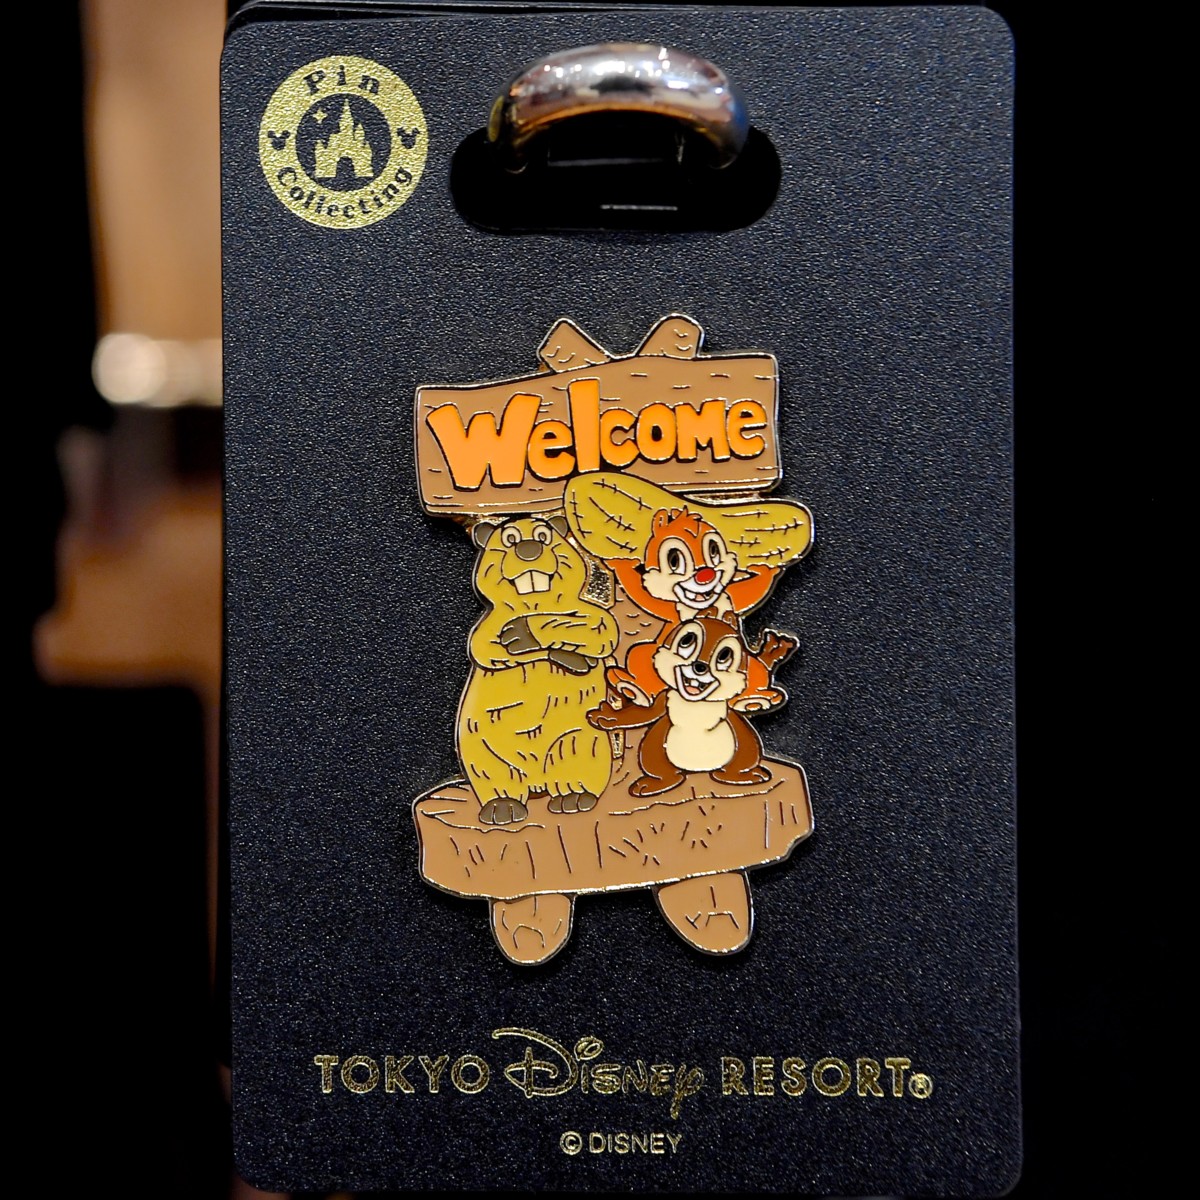 Pin
Collecting
Welcome
TOKYO Disney RESORT®
© DISNEY